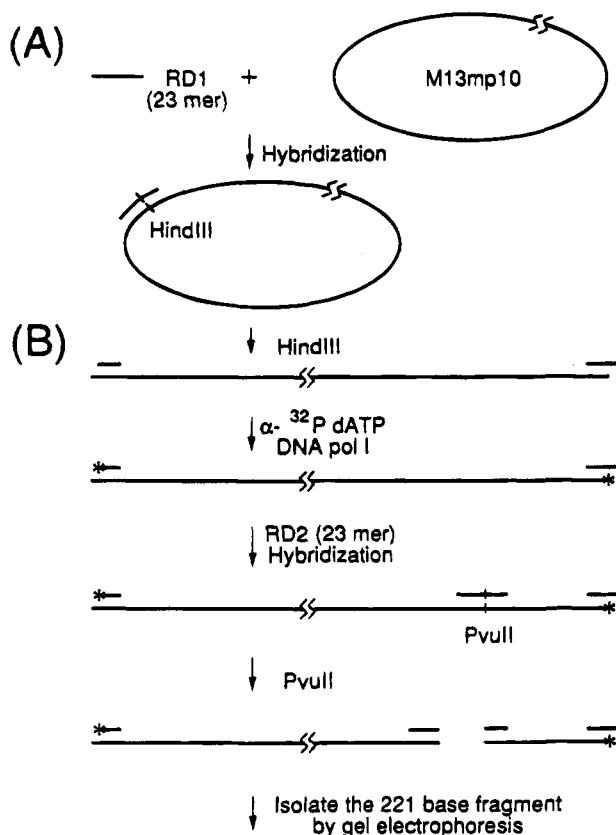 (A)
RD1 + M13mp10
(23 mer)
Hybridization
HindIII
(B)
HindIII
α- ³²P dATP
DNA pol I
* *
RD2 (23 mer)
Hybridization
* *
PvuII
PvuII
* *
Isolate the 221 base fragment
by gel electrophoresis